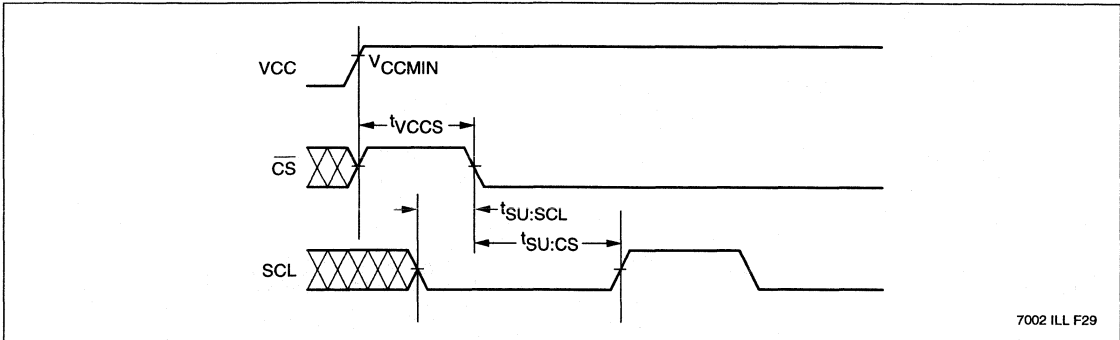 VCC
VCCMIN
tVCCS
CS
tSU:SCL
tSU:CS
SCL
7002 ILL F29